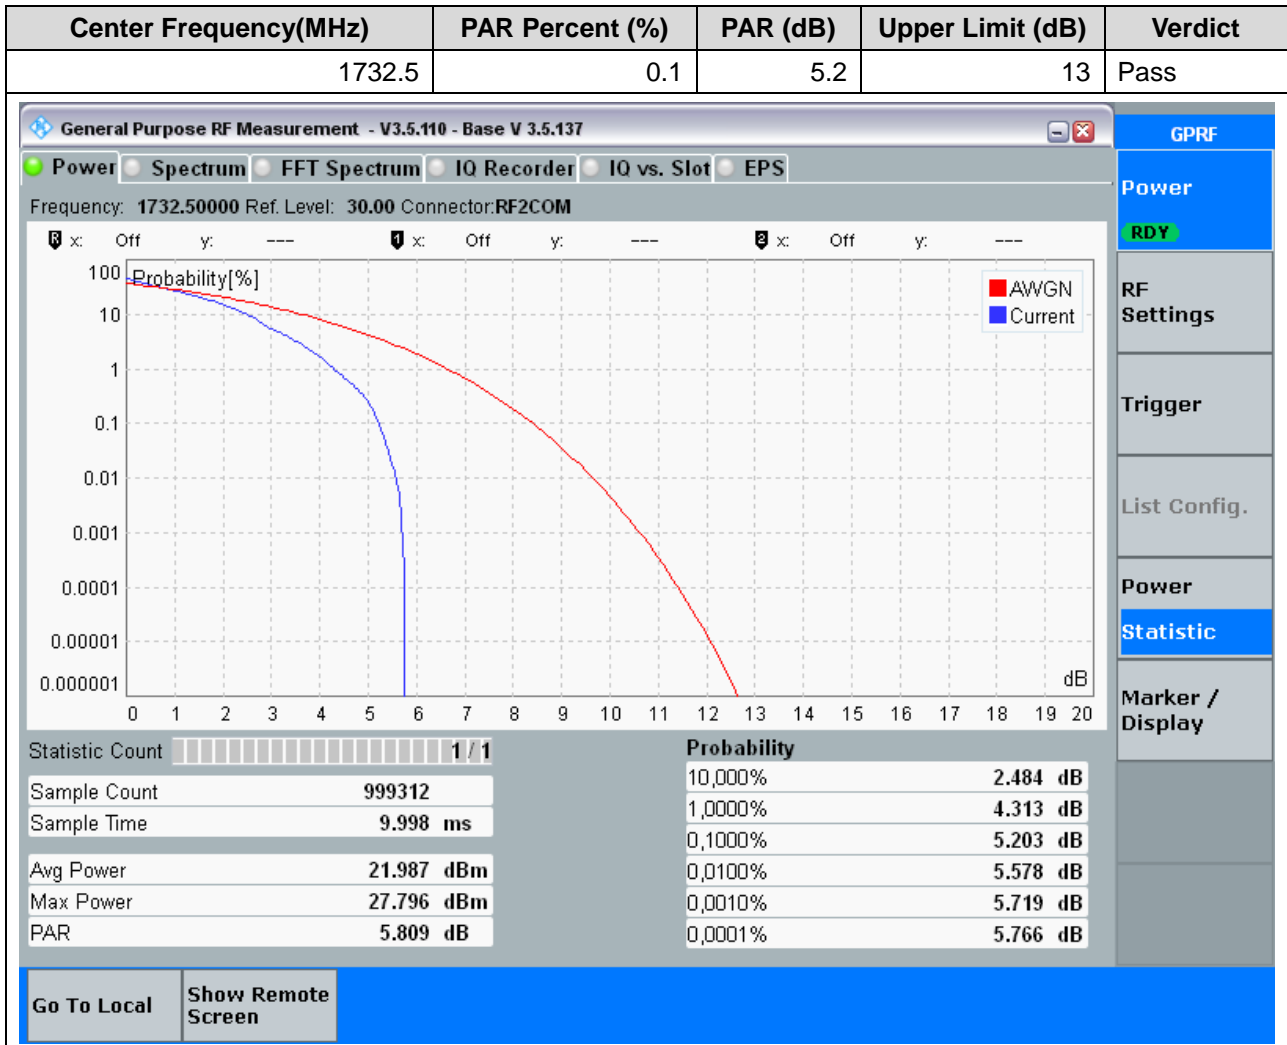 Center Frequency(MHz) PAR Percent (%) PAR (dB) Upper Limit (dB) Verdict
1732.5 0.1 5.2 13 Pass
General Purpose RF Measurement - V3.5.110 - Base V 3.5.137
GPRF
Power Spectrum FFT Spectrum IQ Recorder IQ vs. Slot EPS
Power
RDY
Frequency: 1732.50000 Ref. Level: 30.00 Connector:RF2COM
R x: Off y: --- 1 x: Off y: --- 2 x: Off y: ---
Probability[%]
AWGN
Current
100
10
1
0.1
0.01
0.001
0.0001
0.00001
0.000001
dB
0 1 2 3 4 5 6 7 8 9 10 11 12 13 14 15 16 17 18 19 20
RF
Settings
Trigger
List Config.
Power
Statistic
Marker /
Display
Statistic Count 1 / 1
Sample Count 999312
Sample Time 9.998 ms
Avg Power 21.987 dBm
Max Power 27.796 dBm
PAR 5.809 dB
Probability
10,000% 2.484 dB
1,0000% 4.313 dB
0,1000% 5.203 dB
0,0100% 5.578 dB
0,0010% 5.719 dB
0,0001% 5.766 dB
Go To Local
Show Remote
Screen